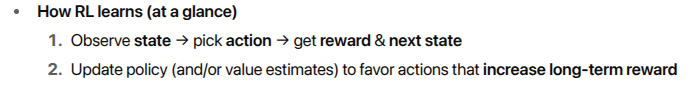 • How RL learns (at a glance)
1. Observe state → pick action → get reward & next state
2. Update policy (and/or value estimates) to favor actions that increase long-term reward